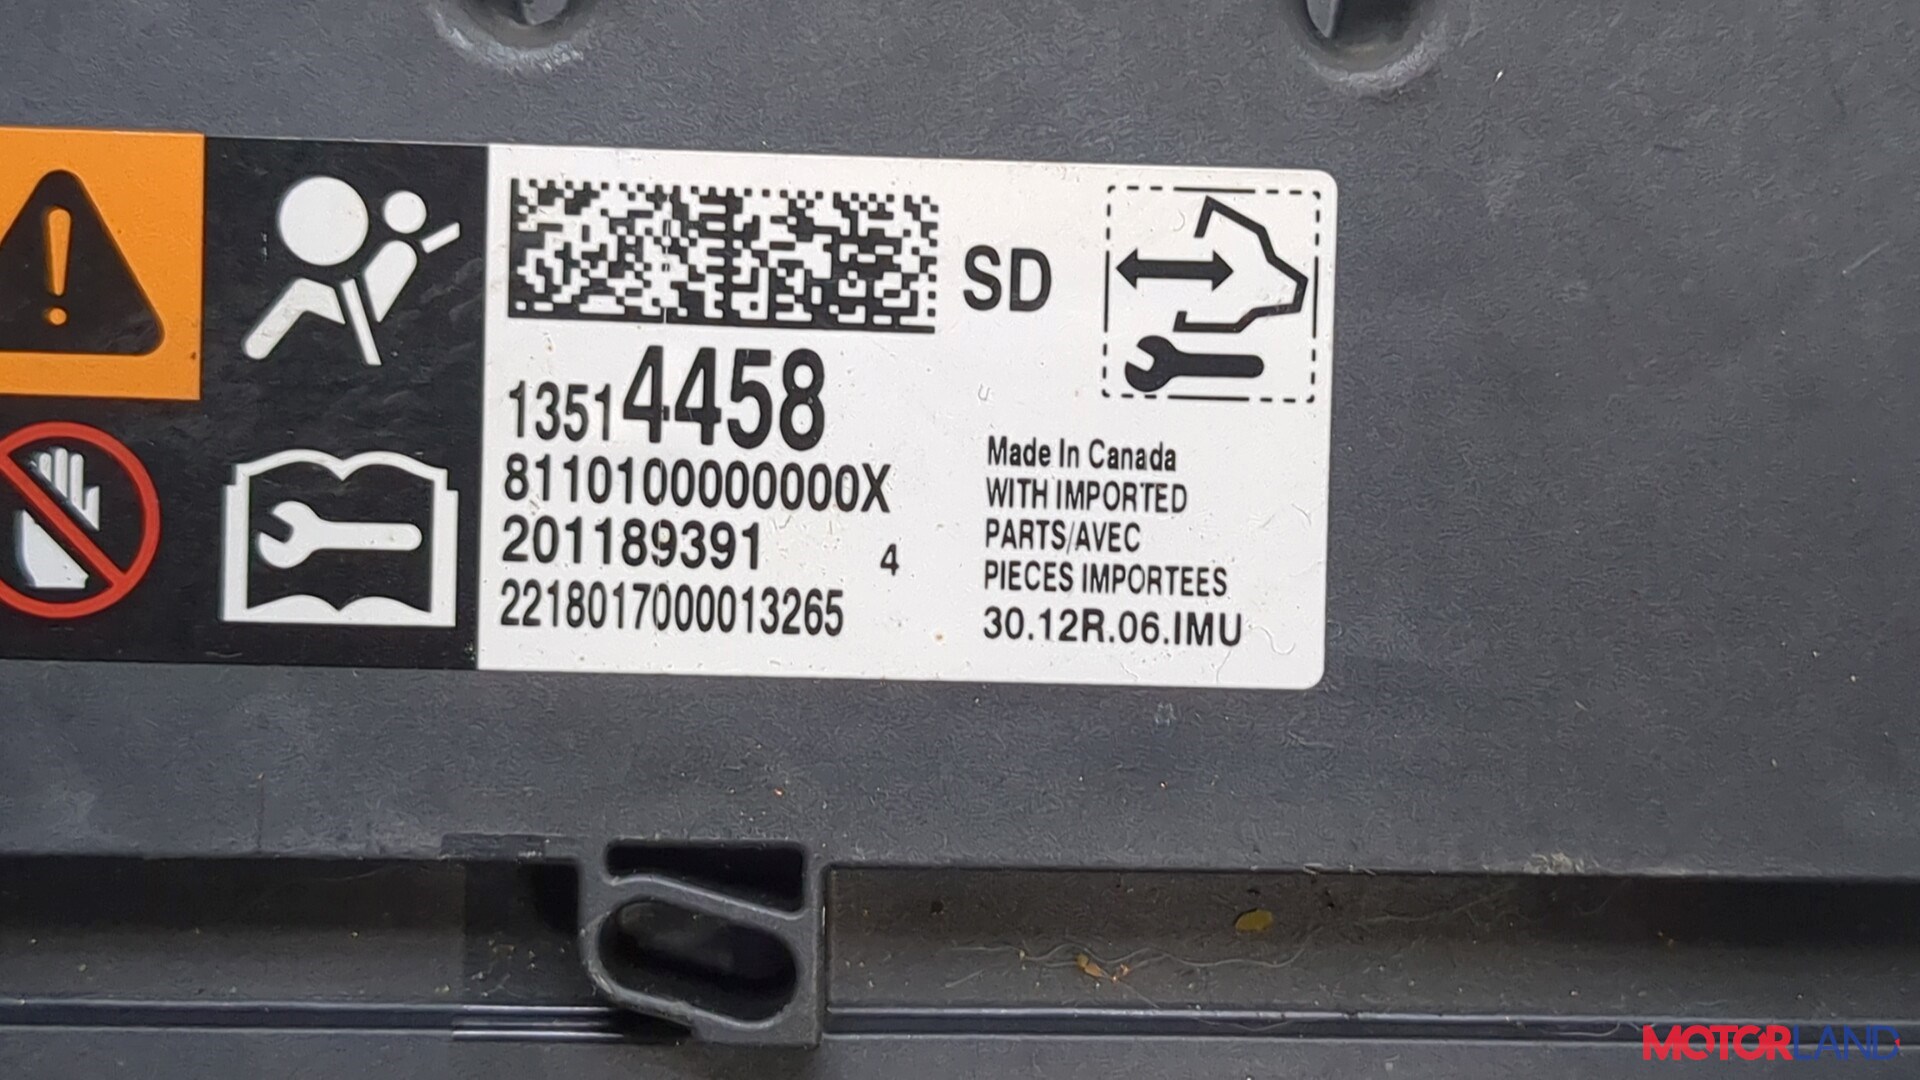 SD
13514458
8110100000000X
201189391 4
2218017000013265
Made In Canada
WITH IMPORTED
PARTS/AVEC
PIECES IMPORTEES
30.12R.06.IMU
MOTORLAND